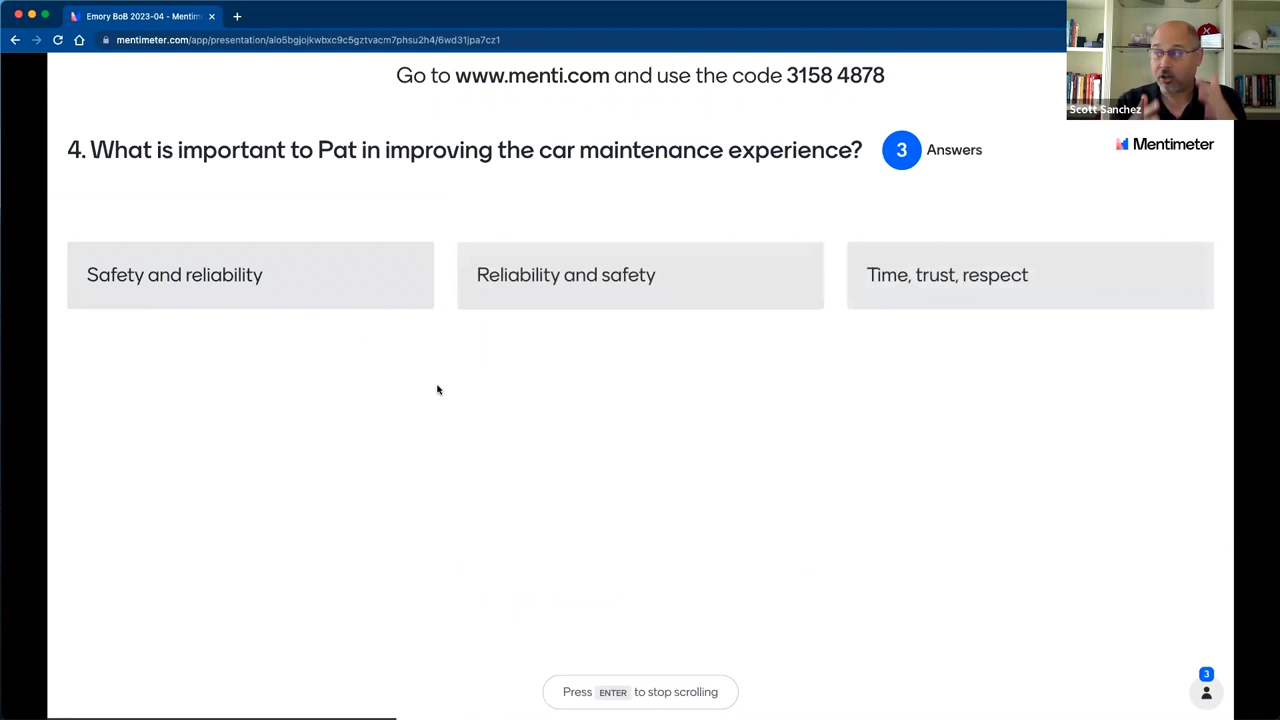 Emory BoB 2023-04 - Mentim
mentimeter.com/app/presentation/alo5bgjojkwbxc9c5gztvacm7phsu2h4/6wd31jpa7cz1
Scott Sanchez
Go to www.menti.com and use the code 3158 4878
4. What is important to Pat in improving the car maintenance experience?
3 Answers
Mentimeter
Safety and reliability
Reliability and safety
Time, trust, respect
Press ENTER to stop scrolling
3